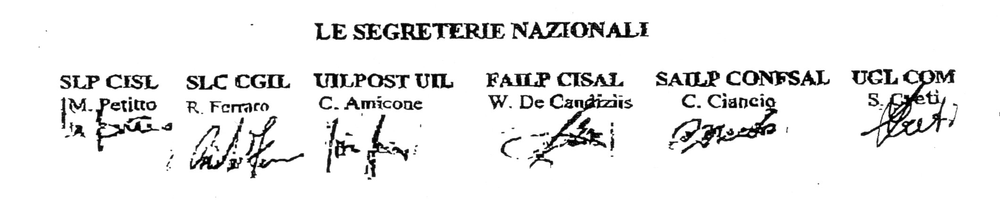 LE SEGRETERIE NAZIONALI
SLP CISL SLC CGIL UILPOST UIL FAILP CISAL SAILP CONFSAL UGL COM
M. Petitto R. Ferraro C. Amicone W. De Candiziis C. Ciancio S. Creti